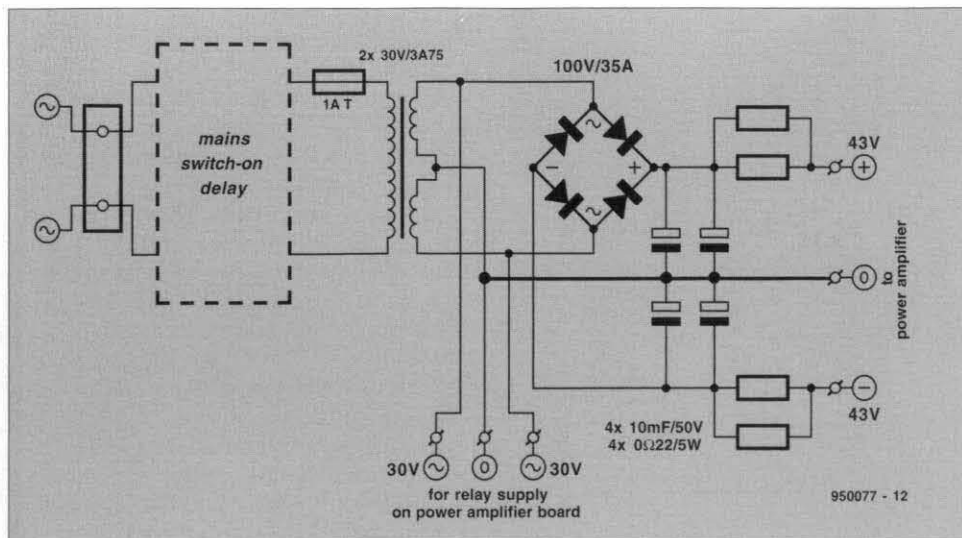 2x 30V/3A75
1A T
mains
switch-on
delay
100V/35A
~
~
~
~
−
+
43V
+
0
to
power amplifier
−
43V
4x 10mF/50V
4x 0Ω22/5W
30V
~
0
~
30V
for relay supply
on power amplifier board
950077 - 12